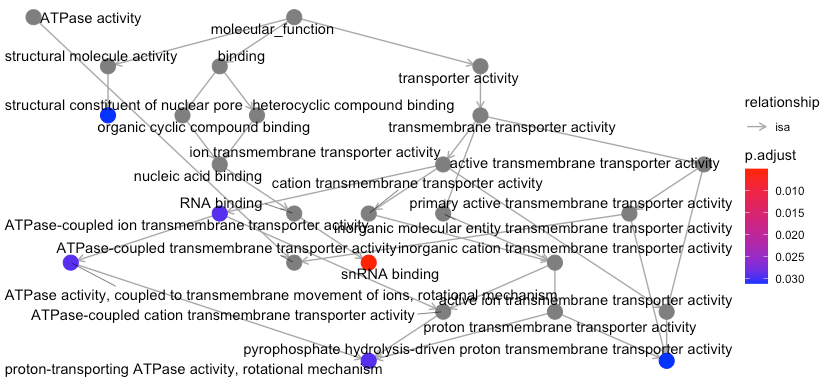 ATPase activity
molecular_function
structural molecule activity
binding
transporter activity
structural constituent of nuclear pore
heterocyclic compound binding
organic cyclic compound binding
transmembrane transporter activity
ion transmembrane transporter activity
active transmembrane transporter activity
nucleic acid binding
cation transmembrane transporter activity
RNA binding
primary active transmembrane transporter activity
ATPase-coupled ion transmembrane transporter activity
inorganic molecular entity transmembrane transporter activity
ATPase-coupled transmembrane transporter activity
inorganic cation transmembrane transporter activity
snRNA binding
ATPase activity, coupled to transmembrane movement of ions, rotational mechanism
active ion transmembrane transporter activity
ATPase-coupled cation transmembrane transporter activity
proton transmembrane transporter activity
pyrophosphate hydrolysis-driven proton transmembrane transporter activity
proton-transporting ATPase activity, rotational mechanism
relationship
isa
p.adjust
0.010
0.015
0.020
0.025
0.030